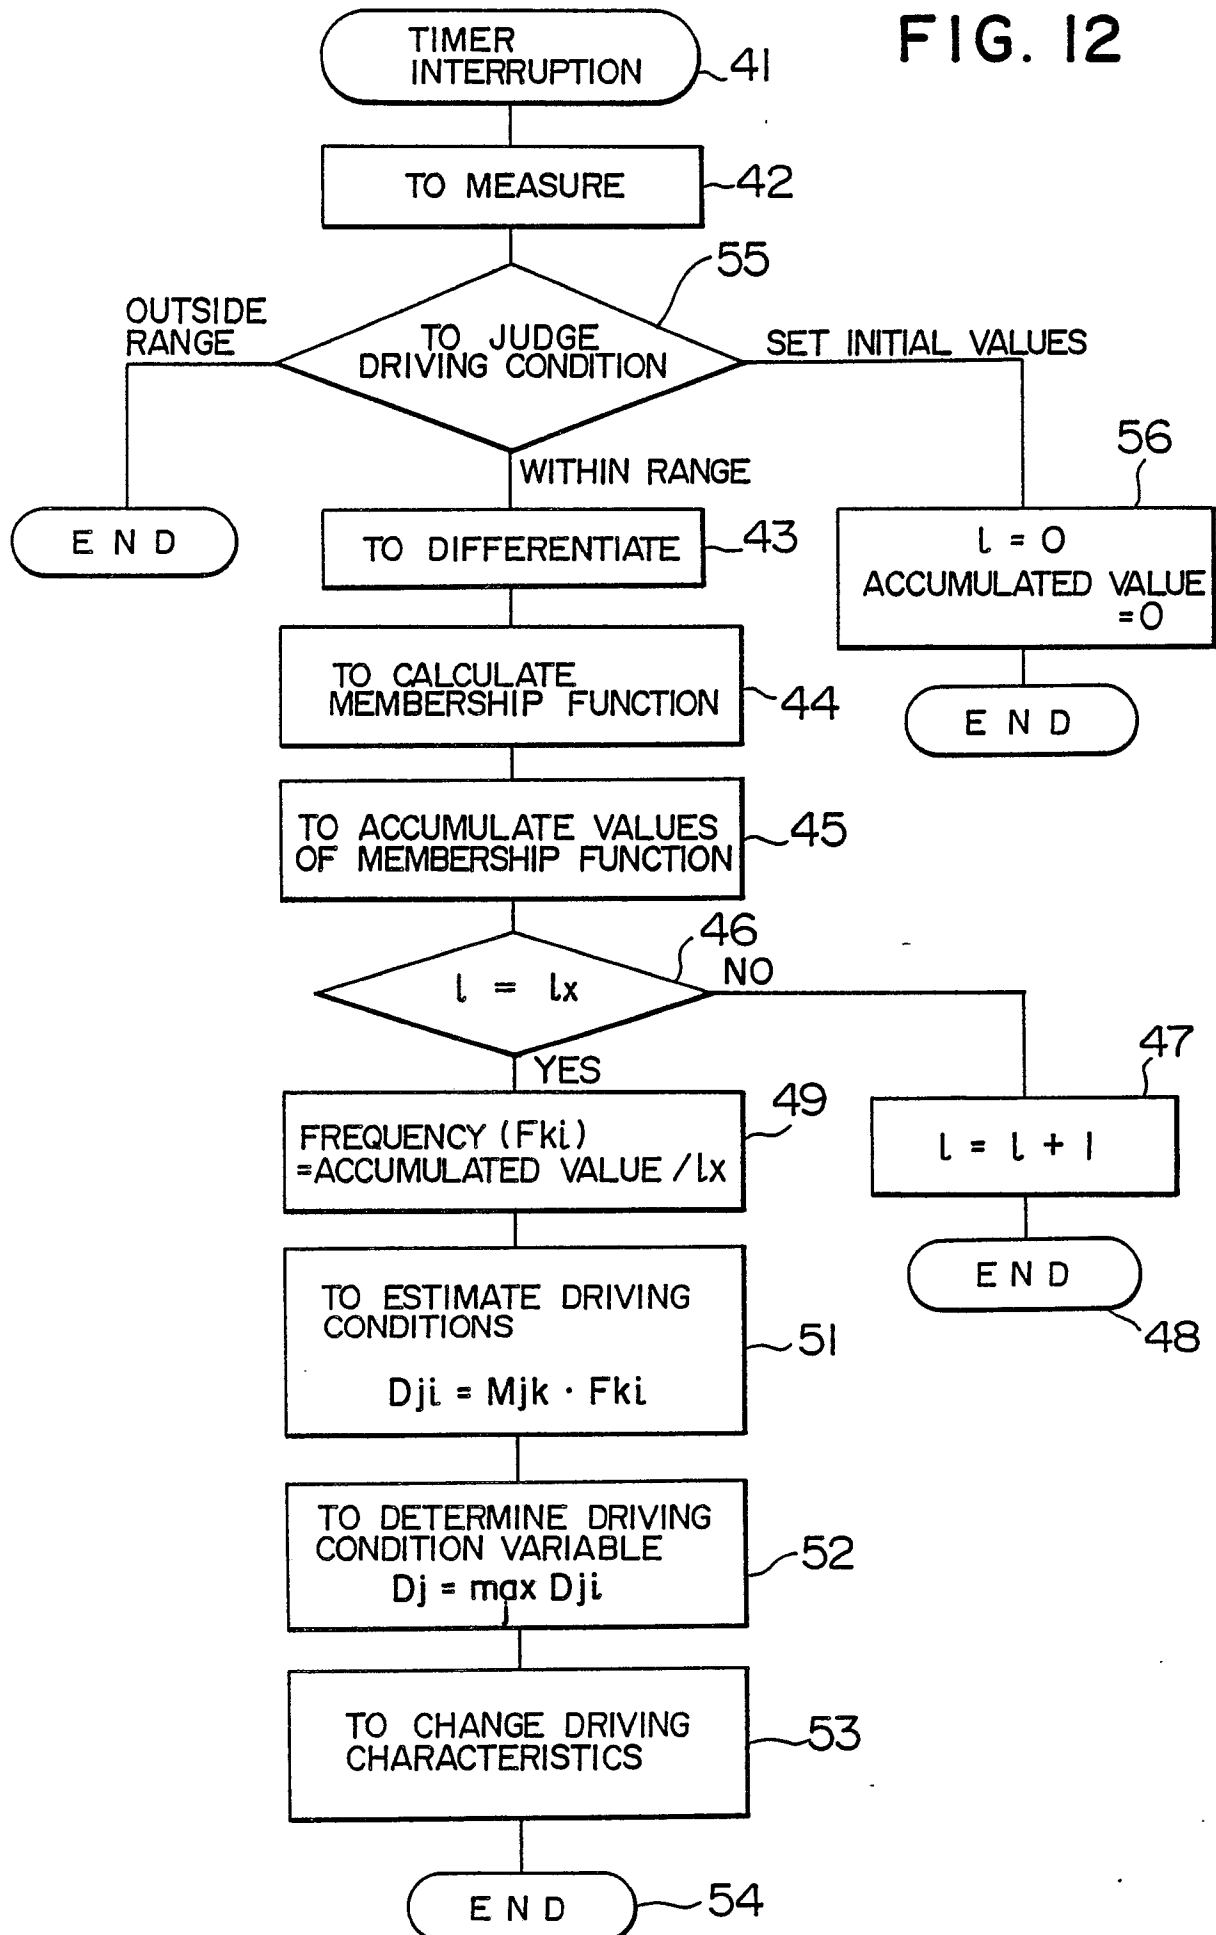 FIG. 12
TIMER
INTERRUPTION
41
TO MEASURE
42
55
OUTSIDE
RANGE
TO JUDGE
DRIVING CONDITION
SET INITIAL VALUES
WITHIN RANGE
56
END
TO DIFFERENTIATE
43
l = 0
ACCUMULATED VALUE
=0
TO CALCULATE
MEMBERSHIP FUNCTION
44
END
TO ACCUMULATE VALUES
OF MEMBERSHIP FUNCTION
45
46
l = lx
NO
YES
47
FREQUENCY (Fki)
=ACCUMULATED VALUE / lx
49
l = l + 1
END
48
TO ESTIMATE DRIVING
CONDITIONS
Dji = Mjk · Fki
51
TO DETERMINE DRIVING
CONDITION VARIABLE
Dj = max Dji
j
52
TO CHANGE DRIVING
CHARACTERISTICS
53
END
54